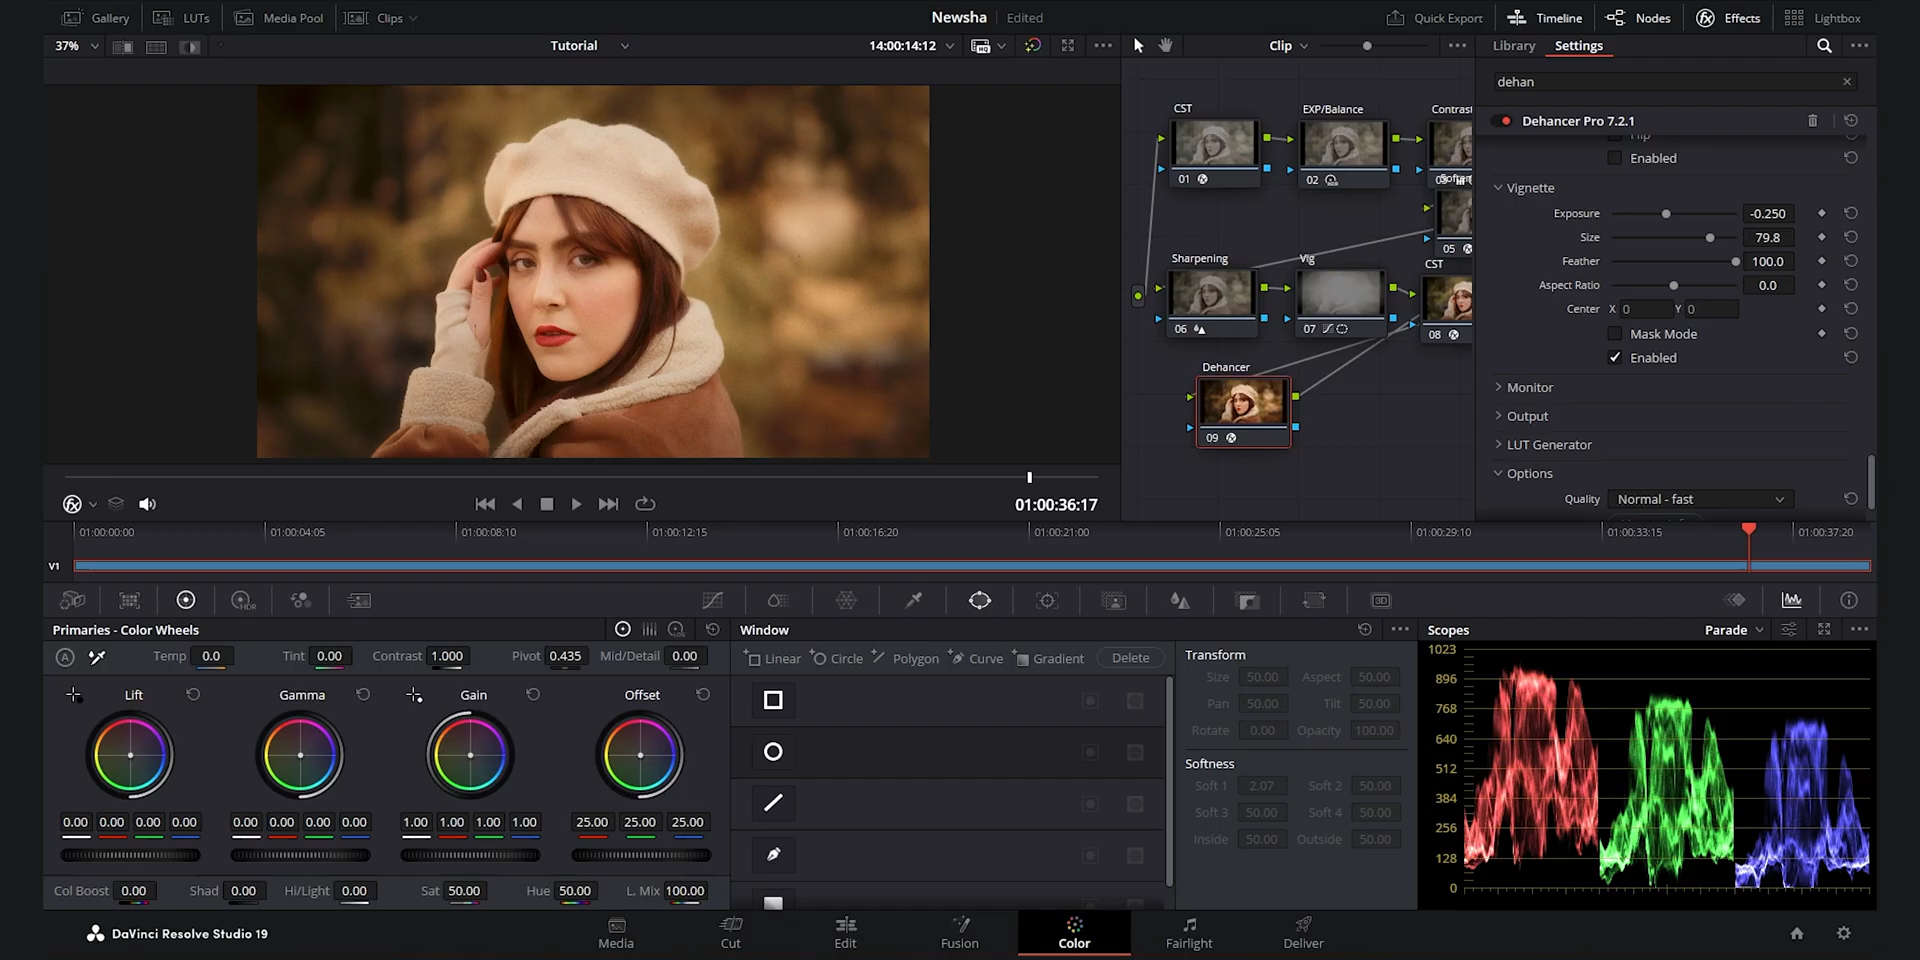 Gallery LUTs Media Pool Clips Newsha Edited Quick Export Timeline Nodes Effects Lightbox
37% Tutorial 14:00:14:12 Clip Library Settings
dehan
Dehancer Pro 7.2.1
Enabled
Vignette
Exposure -0.250
Size 79.8
Feather 100.0
Aspect Ratio 0.0
Center X 0 Y 0
Mask Mode
Enabled
Monitor
Output
LUT Generator
Options
Quality Normal - fast
CST EXP/Balance Contrast
01 02
05
Sharpening Vig CST
06 07 08
Dehancer
09
01:00:36:17
01:00:00:00 01:00:04:05 01:00:08:10 01:00:12:15 01:00:16:20 01:00:21:00 01:00:25:05 01:00:29:10 01:00:33:15 01:00:37:20
V1
HDR
3D
Primaries - Color Wheels
A Temp 0.0 Tint 0.00 Contrast 1.000 Pivot 0.435 Mid/Detail 0.00
Lift Gamma Gain Offset
0.00 0.00 0.00 0.00 0.00 0.00 0.00 0.00 1.00 1.00 1.00 1.00 25.00 25.00 25.00
Col Boost 0.00 Shad 0.00 Hi/Light 0.00 Sat 50.00 Hue 50.00 L. Mix 100.00
Window
Linear Circle Polygon Curve Gradient Delete
Transform
Size 50.00 Aspect 50.00
Pan 50.00 Tilt 50.00
Rotate 0.00 Opacity 100.00
Softness
Soft 1 2.07 Soft 2 50.00
Soft 3 50.00 Soft 4 50.00
Inside 50.00 Outside 50.00
Scopes Parade
1023
896
768
640
512
384
256
128
0
DaVinci Resolve Studio 19
Media Cut Edit Fusion Color Fairlight Deliver